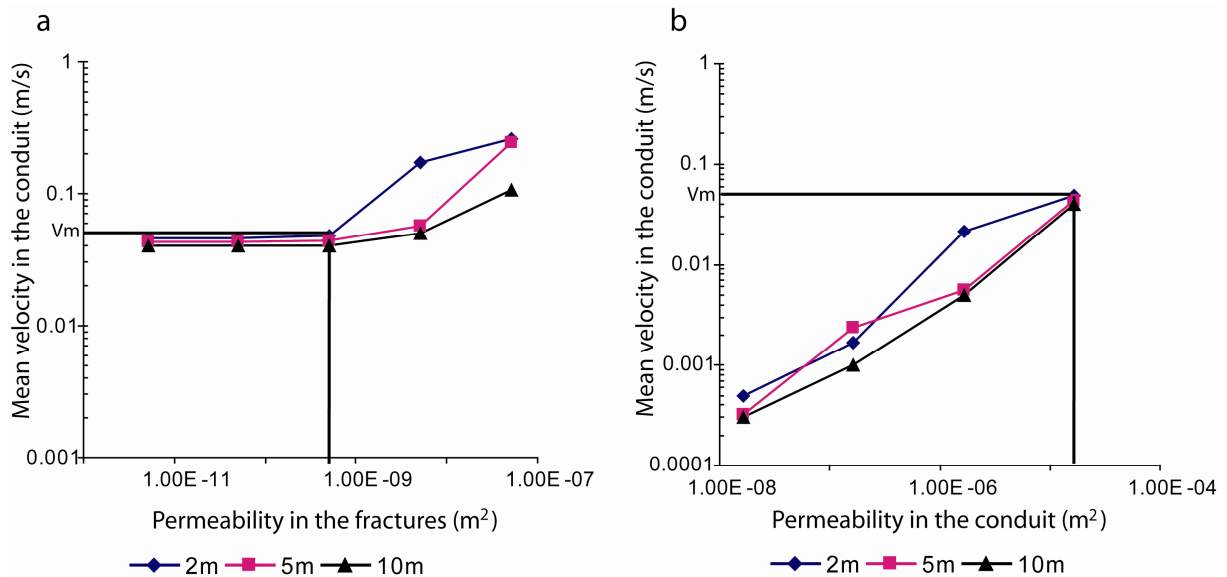 a
Mean velocity in the conduit (m/s)
1
0.1
Vm
0.01
0.001
1.00E-11
1.00E-09
1.00E-07
Permeability in the fractures (m²)
2m 5m 10m
b
Mean velocity in the conduit (m/s)
1
0.1
Vm
0.01
0.001
0.0001
1.00E-08
1.00E-06
1.00E-04
Permeability in the conduit (m²)
2m 5m 10m